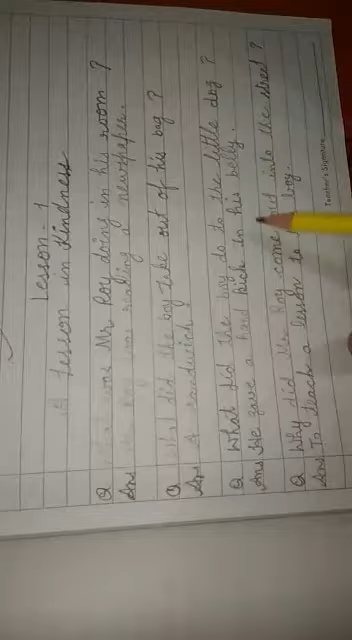 Lesson - 1
A Lesson in Kindness
Q What was Mr Roy doing in his room ?
Ans Mr Roy was reading a newspaper.
Q What did the boy take out of his bag ?
Ans A sandwich !
Q What did the boy do to the little dog ?
Ans He gave a hard kick in his belly.
Q Why did Mr Roy come out into the street ?
Ans To teach a lesson to boy.
Teacher's Signature